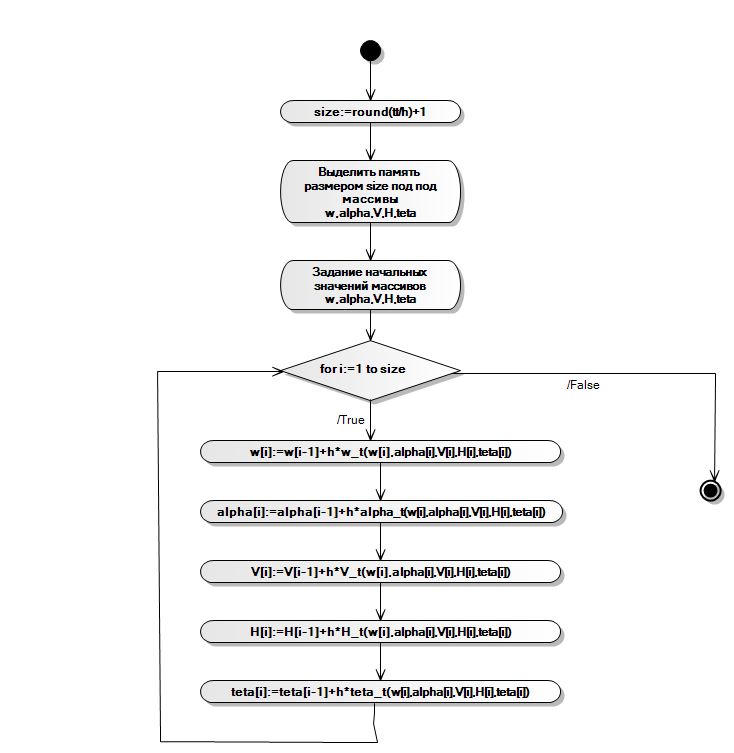 size:=round(tt/h)+1
Выделить память
размером size под под
массивы
w,alpha,V,H,teta
Задание начальных
значений массивов
w,alpha,V,H,teta
for i:=1 to size
/False
/True
w[i]:=w[i-1]+h*w_t(w[i],alpha[i],V[i],H[i],teta[i])
alpha[i]:=alpha[i-1]+h*alpha_t(w[i],alpha[i],V[i],H[i],teta[i])
V[i]:=V[i-1]+h*V_t(w[i],alpha[i],V[i],H[i],teta[i])
H[i]:=H[i-1]+h*H_t(w[i],alpha[i],V[i],H[i],teta[i])
teta[i]:=teta[i-1]+h*teta_t(w[i],alpha[i],V[i],H[i],teta[i])